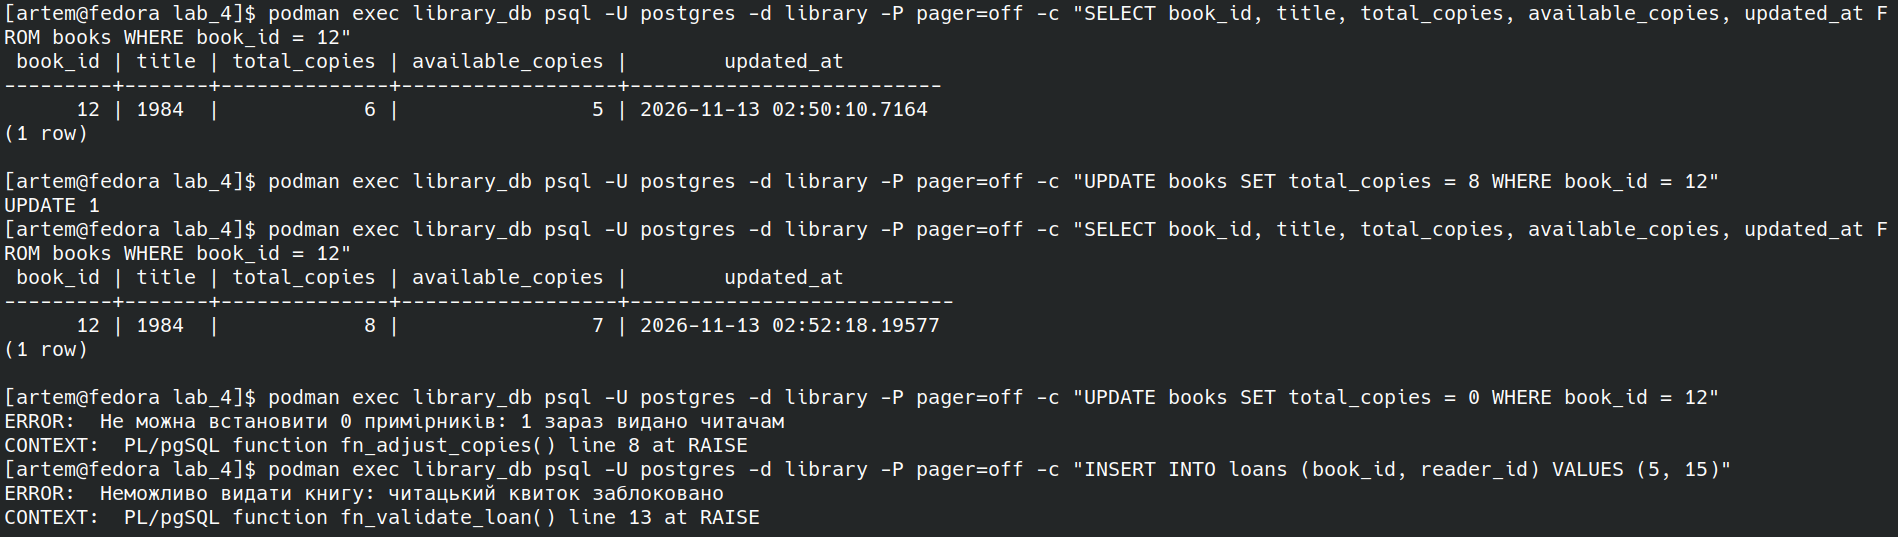 [artem@fedora lab_4]$ podman exec library_db psql -U postgres -d library -P pager=off -c "SELECT book_id, title, total_copies, available_copies, updated_at F
ROM books WHERE book_id = 12"
 book_id | title | total_copies | available_copies |        updated_at
---------+-------+--------------+------------------+--------------------------
      12 | 1984  |            6 |                5 | 2026-11-13 02:50:10.7164
(1 row)

[artem@fedora lab_4]$ podman exec library_db psql -U postgres -d library -P pager=off -c "UPDATE books SET total_copies = 8 WHERE book_id = 12"
UPDATE 1
[artem@fedora lab_4]$ podman exec library_db psql -U postgres -d library -P pager=off -c "SELECT book_id, title, total_copies, available_copies, updated_at F
ROM books WHERE book_id = 12"
 book_id | title | total_copies | available_copies |        updated_at
---------+-------+--------------+------------------+---------------------------
      12 | 1984  |            8 |                7 | 2026-11-13 02:52:18.19577
(1 row)

[artem@fedora lab_4]$ podman exec library_db psql -U postgres -d library -P pager=off -c "UPDATE books SET total_copies = 0 WHERE book_id = 12"
ERROR:  Не можна встановити 0 примірників: 1 зараз видано читачам
CONTEXT:  PL/pgSQL function fn_adjust_copies() line 8 at RAISE
[artem@fedora lab_4]$ podman exec library_db psql -U postgres -d library -P pager=off -c "INSERT INTO loans (book_id, reader_id) VALUES (5, 15)"
ERROR:  Неможливо видати книгу: читацький квиток заблоковано
CONTEXT:  PL/pgSQL function fn_validate_loan() line 13 at RAISE